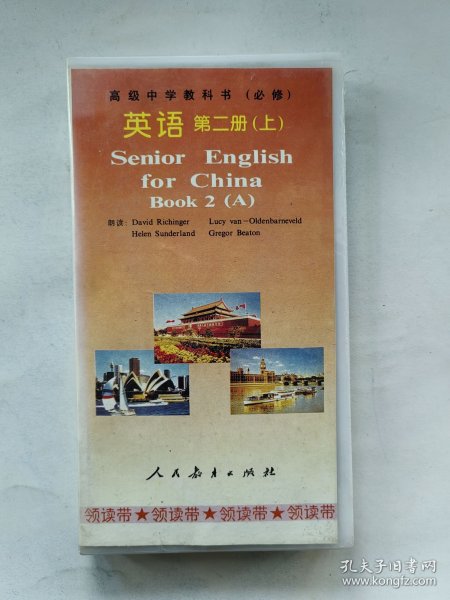 高级中学教科书（必修）
英语 第二册（上）
Senior English
for China
Book 2 (A)
朗读：David Richinger Lucy van—Oldenbarneveld
Helen Sunderland Gregor Beaton
人民教育出版社
领读带★领读带★领读带★领读带
孔夫子旧书网
www.kongfz.com